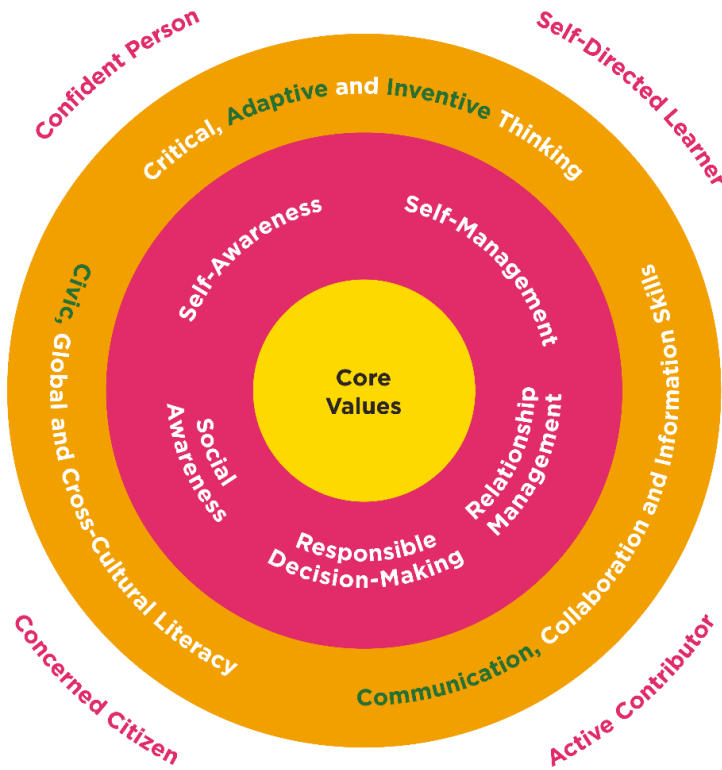 Confident Person
Self-Directed Learner
Critical, Adaptive and Inventive Thinking
Self-Awareness
Self-Management
Civic, Global and Cross-Cultural Literacy
Communication, Collaboration and Information Skills
Core
Values
Social
Awareness
Relationship
Management
Responsible
Decision-Making
Concerned Citizen
Active Contributor